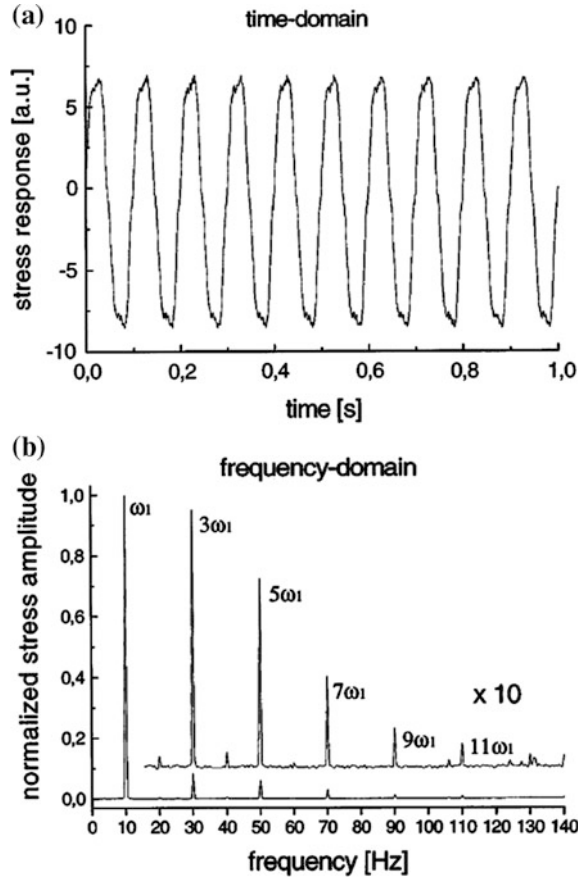 (a)
time-domain
stress response [a.u.]
10
5
0
-5
-10
0,0 0,2 0,4 0,6 0,8 1,0
time [s]
(b)
frequency-domain
normalized stress amplitude
1,0
0,8
0,6
0,4
0,2
0,0
ω1
3ω1
5ω1
7ω1
9ω1
11ω1
x 10
0 10 20 30 40 50 60 70 80 90 100 110 120 130 140
frequency [Hz]